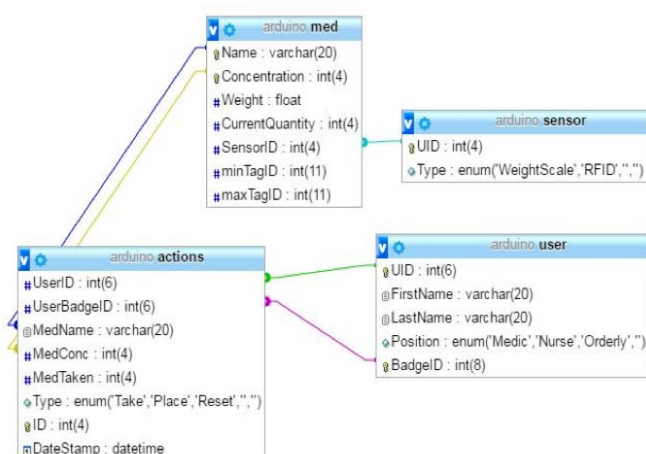 arduino med
Name : varchar(20)
Concentration : int(4)
#Weight : float
#CurrentQuantity : int(4)
#SensorID : int(4)
#minTagID : int(11)
#maxTagID : int(11)
arduino sensor
UID : int(4)
Type : enum('WeightScale','RFID','','')
arduino actions
#UserID : int(6)
#UserBadgeID : int(6)
MedName : varchar(20)
#MedConc : int(4)
#MedTaken : int(4)
Type : enum('Take','Place','Reset','','')
ID : int(4)
DateStamp : datetime
arduino user
UID : int(6)
FirstName : varchar(20)
LastName : varchar(20)
Position : enum('Medic','Nurse','Orderly','')
BadgeID : int(8)